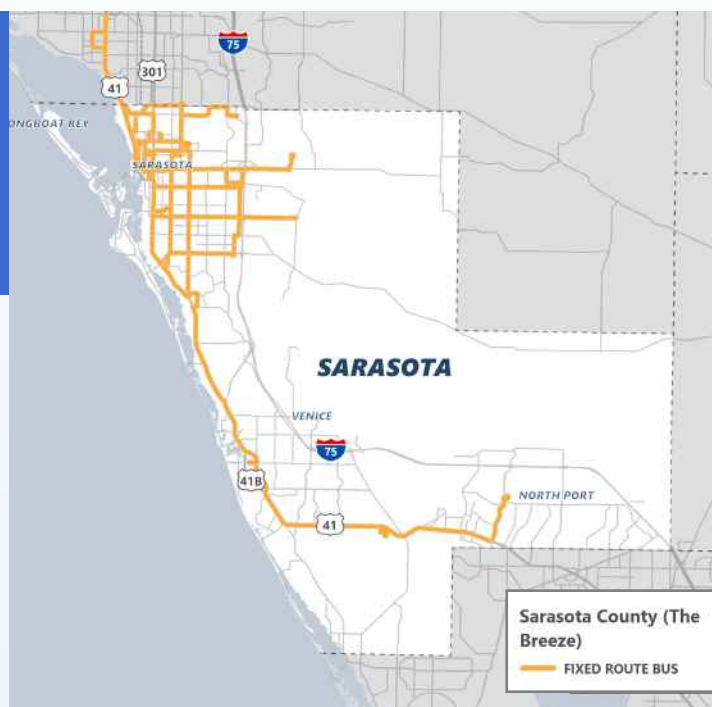 75
301
41
ONGBOAT KEY
SARASOTA
SARASOTA
VENICE
75
41B
NORTH PORT
41
Sarasota County (The
Breeze)
FIXED ROUTE BUS